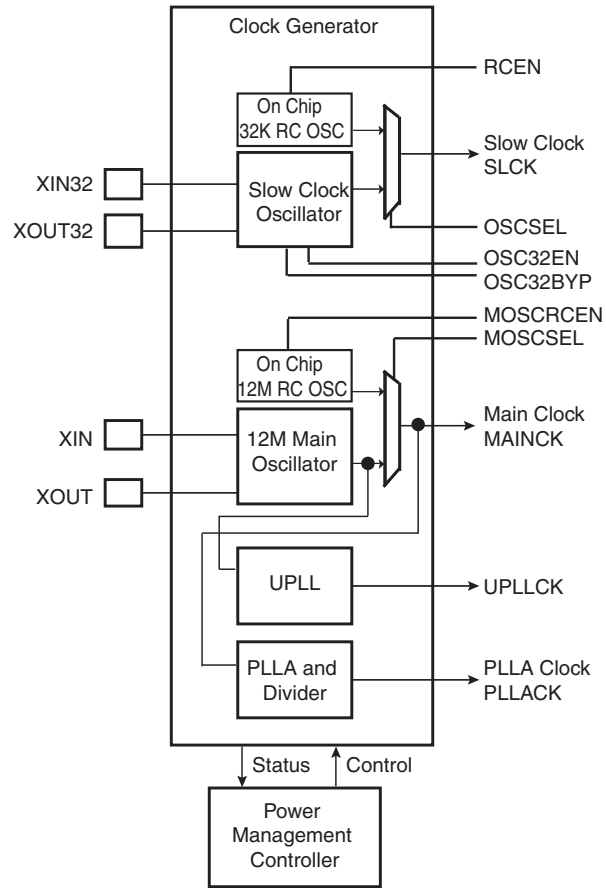 Clock Generator
RCEN
On Chip
32K RC OSC
Slow Clock
SLCK
XIN32
Slow Clock
Oscillator
XOUT32
OSCSEL
OSC32EN
OSC32BYP
MOSCRCEN
MOSCSEL
On Chip
12M RC OSC
Main Clock
MAINCK
XIN
12M Main
Oscillator
XOUT
UPLL
UPLLCK
PLLA and
Divider
PLLA Clock
PLLACK
Status
Control
Power
Management
Controller